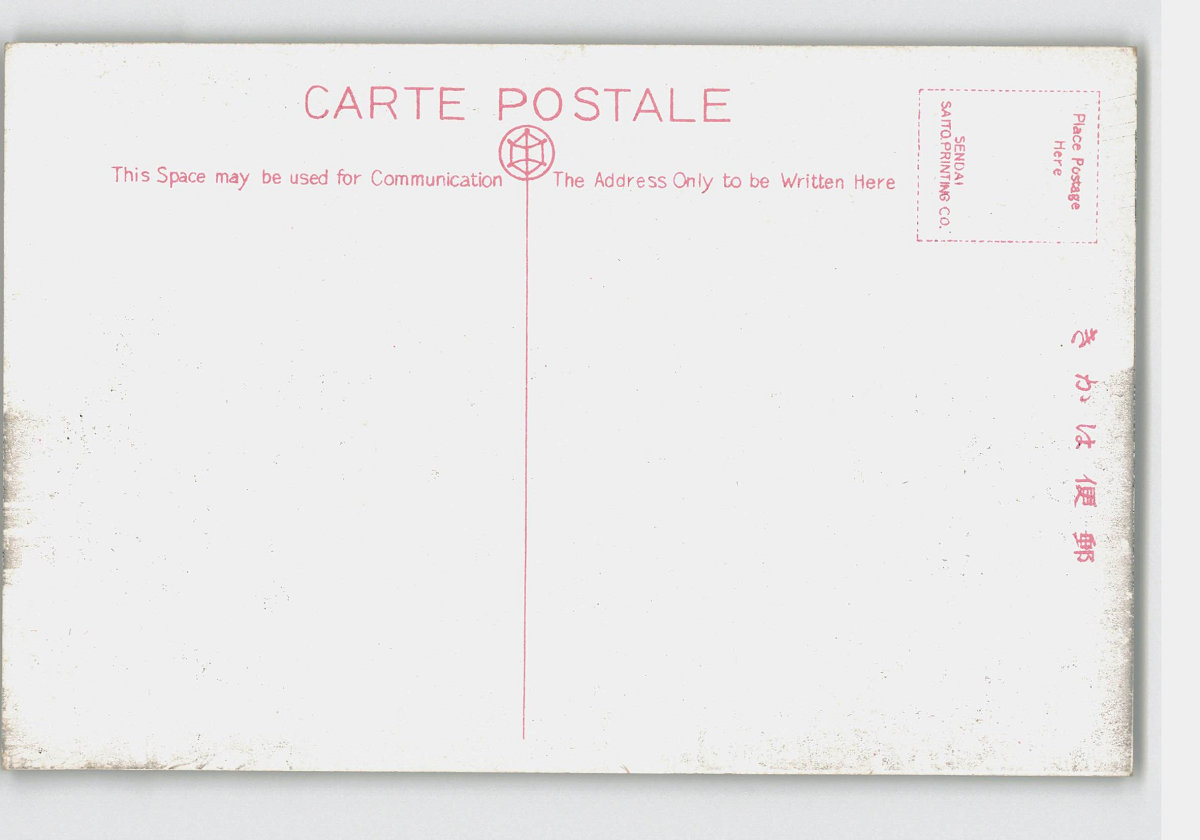 CARTE POSTALE
This Space may be used for Communication
The Address Only to be Written Here
Place Postage
Here
SENDAI
SAITO.PRINTING CO.
きかは便郵